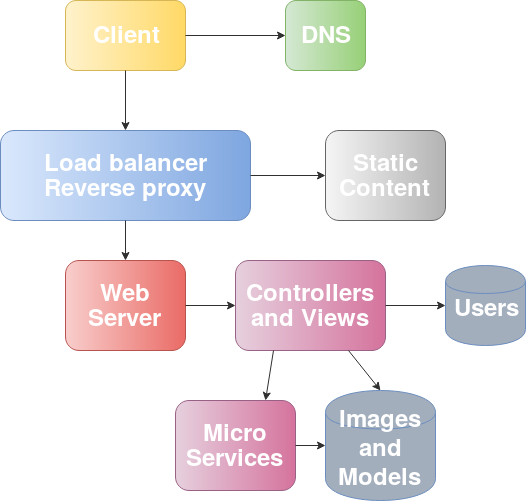 Client
DNS
Load balancer
Reverse proxy
Static
Content
Web
Server
Controllers
and Views
Users
Micro
Services
Images
and
Models